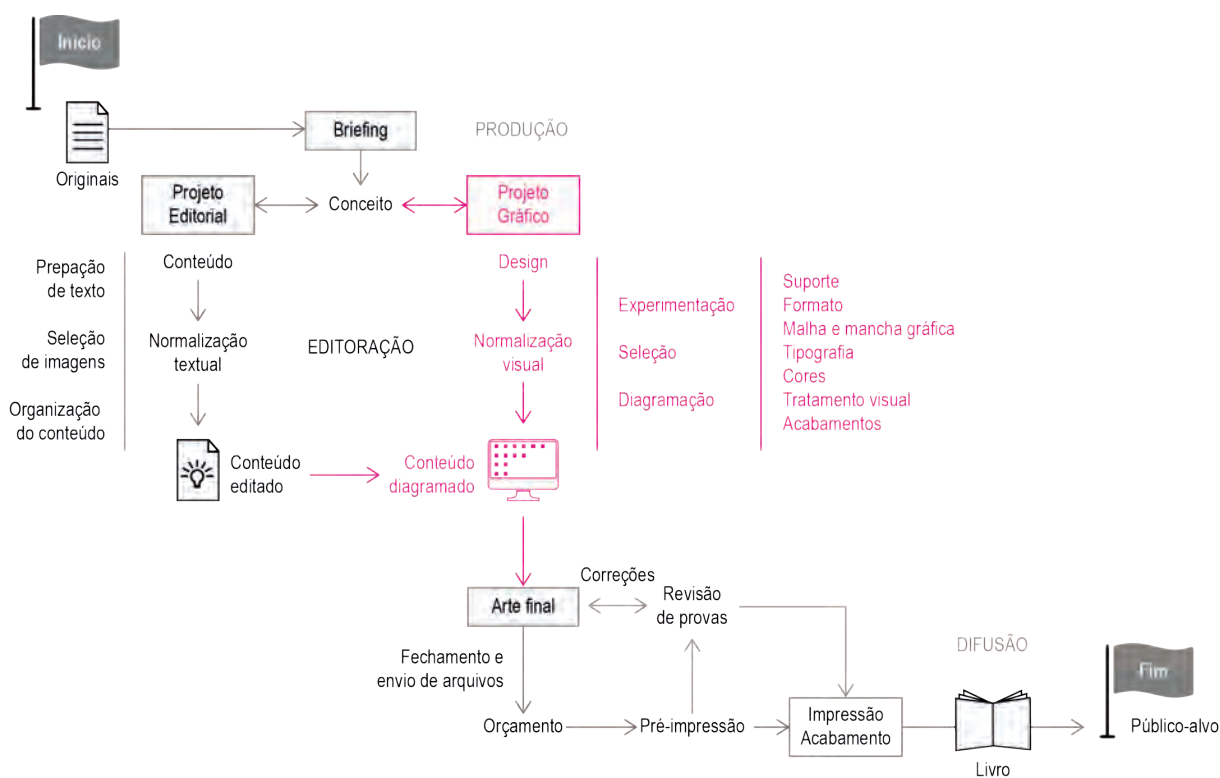 Início
Originais
Briefing
PRODUÇÃO
Projeto
Editorial
Conceito
Projeto
Gráfico
Prepação
de texto
Seleção
de imagens
Organização
do conteúdo
Conteúdo
Normalização
textual
EDITORAÇÃO
Design
Normalização
visual
Experimentação
Seleção
Diagramação
Suporte
Formato
Malha e mancha gráfica
Tipografia
Cores
Tratamento visual
Acabamentos
Conteúdo
editado
Conteúdo
diagramado
Arte final
Correções
Revisão
de provas
Fechamento e
envio de arquivos
Orçamento
Pré-impressão
Impressão
Acabamento
DIFUSÃO
Livro
Fim
Público-alvo